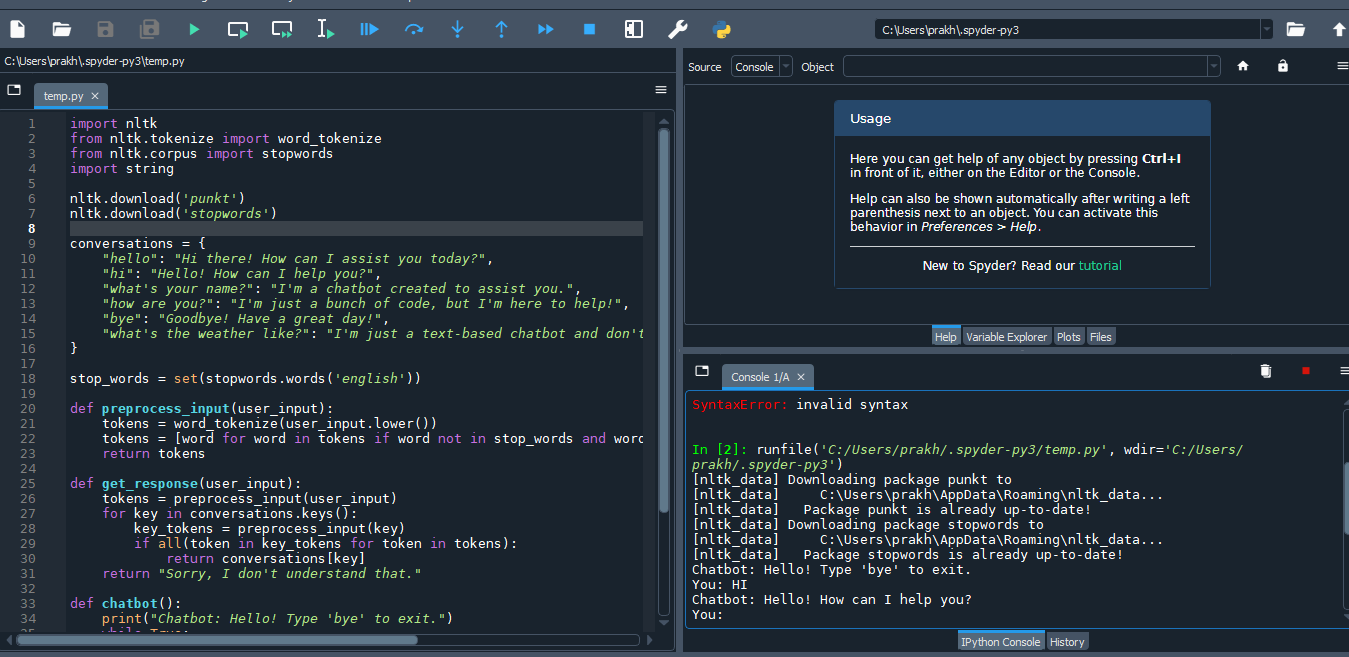 C:\Users\prakh\.spyder-py3
C:\Users\prakh\.spyder-py3\temp.py
temp.py
1 import nltk
2 from nltk.tokenize import word_tokenize
3 from nltk.corpus import stopwords
4 import string
5
6 nltk.download('punkt')
7 nltk.download('stopwords')
8
9 conversations = {
10 "hello": "Hi there! How can I assist you today?",
11 "hi": "Hello! How can I help you?",
12 "what's your name?": "I'm a chatbot created to assist you.",
13 "how are you?": "I'm just a bunch of code, but I'm here to help!",
14 "bye": "Goodbye! Have a great day!",
15 "what's the weather like?": "I'm just a text-based chatbot and don't
16 }
17
18 stop_words = set(stopwords.words('english'))
19
20 def preprocess_input(user_input):
21 tokens = word_tokenize(user_input.lower())
22 tokens = [word for word in tokens if word not in stop_words and word
23 return tokens
24
25 def get_response(user_input):
26 tokens = preprocess_input(user_input)
27 for key in conversations.keys():
28 key_tokens = preprocess_input(key)
29 if all(token in key_tokens for token in tokens):
30 return conversations[key]
31 return "Sorry, I don't understand that."
32
33 def chatbot():
34 print("Chatbot: Hello! Type 'bye' to exit.")
35 while True:
Source Console Object
Usage
Here you can get help of any object by pressing Ctrl+I
in front of it, either on the Editor or the Console.
Help can also be shown automatically after writing a left
parenthesis next to an object. You can activate this
behavior in Preferences > Help.
New to Spyder? Read our tutorial
Help Variable Explorer Plots Files
Console 1/A
SyntaxError: invalid syntax
In [2]: runfile('C:/Users/prakh/.spyder-py3/temp.py', wdir='C:/Users/
prakh/.spyder-py3')
[nltk_data] Downloading package punkt to
[nltk_data] C:\Users\prakh\AppData\Roaming\nltk_data...
[nltk_data] Package punkt is already up-to-date!
[nltk_data] Downloading package stopwords to
[nltk_data] C:\Users\prakh\AppData\Roaming\nltk_data...
[nltk_data] Package stopwords is already up-to-date!
Chatbot: Hello! Type 'bye' to exit.
You: HI
Chatbot: Hello! How can I help you?
You:
IPython Console History